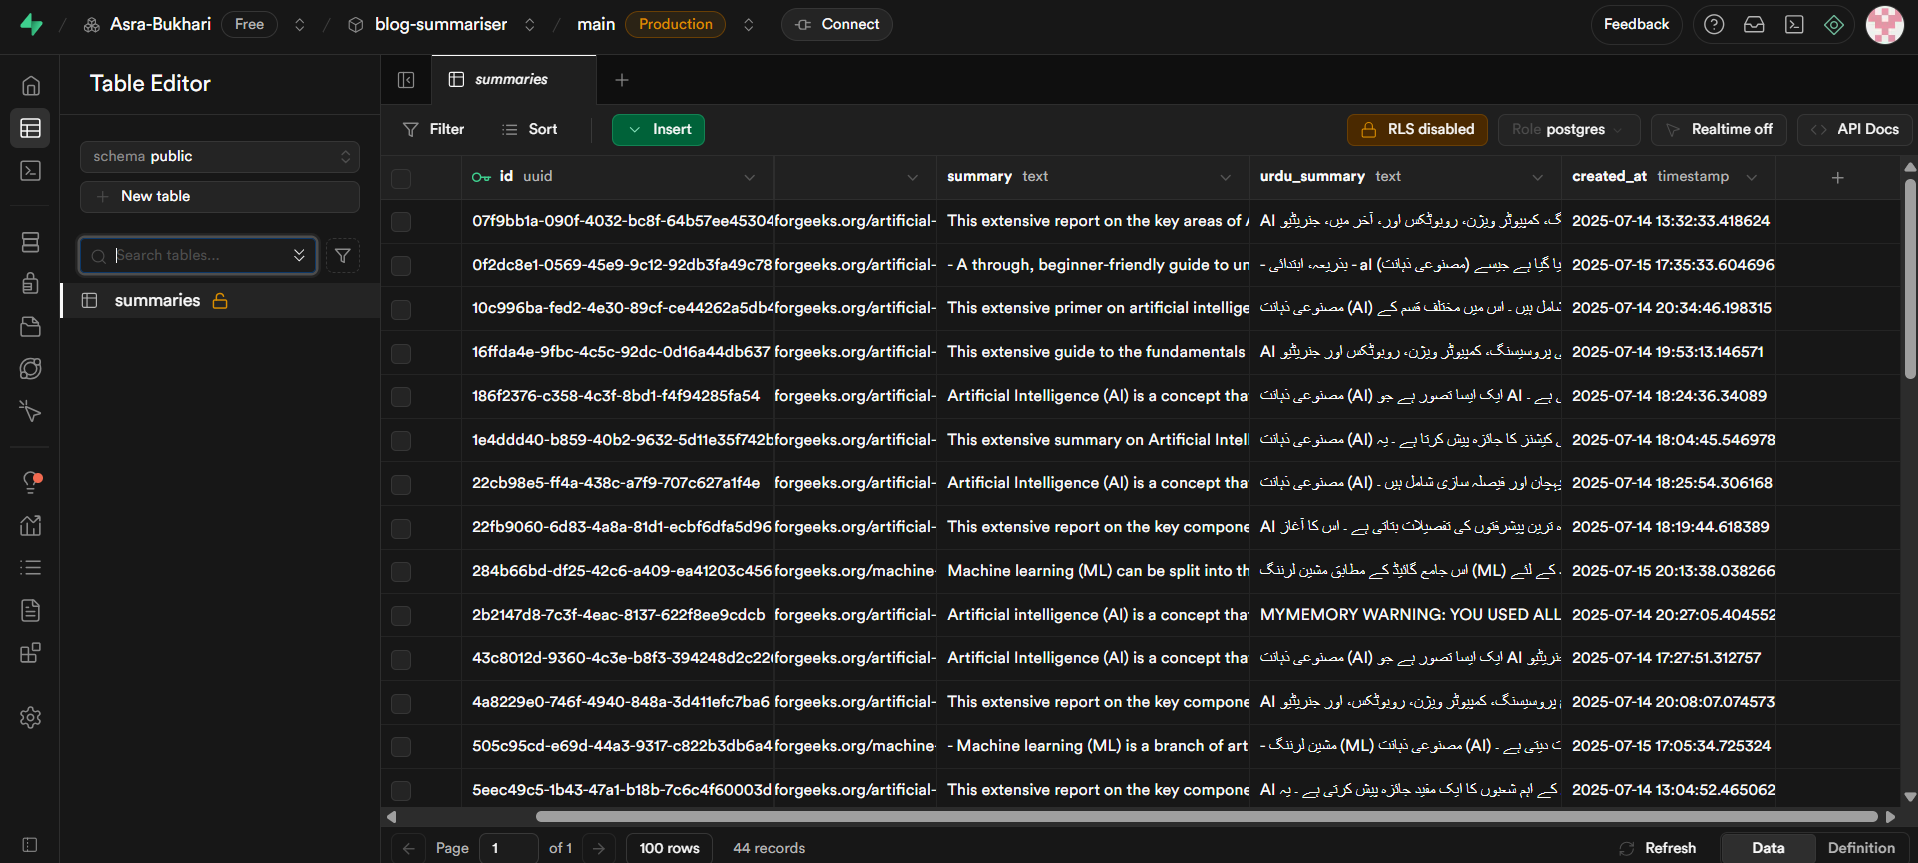 Asra-Bukhari Free blog-summariser main Production Connect Feedback
Table Editor
summaries
schema public
New table
Search tables...
summaries
Filter Sort Insert RLS disabled Role postgres Realtime off API Docs
id uuid summary text urdu_summary text created_at timestamp
07f9bb1a-090f-4032-bc8f-64b57ee45304 forgeeks.org/artificial- This extensive report on the key areas of گ، کمپیوٹر ویژن، روبوٹکس اور، آخر میں، جنریٹیو AI 2025-07-14 13:32:33.418624
0f2dc8e1-0569-45e9-9c12-92db3fa49c78 forgeeks.org/artificial- - A through, beginner-friendly guide to un - بذریعہ، ابتدائی - al (مصنوعی ذہانت) یا گیا ہے جیسے 2025-07-15 17:35:33.604696
10c996ba-fed2-4e30-89cf-ce44262a5db4 forgeeks.org/artificial- This extensive primer on artificial intellige مصنوعی ذہانت (AI) شامل ہیں۔ اس میں مختلف قسم کے 2025-07-14 20:34:46.198315
16ffda4e-9fbc-4c5c-92dc-0d16a44db637 forgeeks.org/artificial- This extensive guide to the fundamentals ی پروسیسنگ، کمپیوٹر ویژن، روبوٹکس اور جنریٹیو AI 2025-07-14 19:53:13.146571
186f2376-c358-4c3f-8bd1-f4f94285fa54 forgeeks.org/artificial- Artificial Intelligence (AI) is a concept tha مصنوعی ذہانت (AI) ایک ایسا تصور ہے جو AI ی ہے۔ 2025-07-14 18:24:36.34089
1e4ddd40-b859-40b2-9632-5d11e35f742b forgeeks.org/artificial- This extensive summary on Artificial Intel مصنوعی ذہانت (AI) ی کیشنز کا جائزہ پیش کرتا ہے۔ یہ 2025-07-14 18:04:45.546978
22cb98e5-ff4a-438c-a7f9-707c627a1f4e forgeeks.org/artificial- Artificial Intelligence (AI) is a concept tha مصنوعی ذہانت (AI) پہچان اور فیصلہ سازی شامل ہیں۔ 2025-07-14 18:25:54.306168
22fb9060-6d83-4a8a-81d1-ecbf6dfa5d96 forgeeks.org/artificial- This extensive report on the key compone ہ ترین پیشرفتوں کی تفصیلات بتاتی ہے۔ اس کا آغاز AI 2025-07-14 18:19:44.618389
284b66bd-df25-42c6-a409-ea41203c456 forgeeks.org/machine- Machine learning (ML) can be split into th اس جامع گائیڈ کے مطابق مشین لرننگ (ML) کے لئے 2025-07-15 20:13:38.038266
2b2147d8-7c3f-4eac-8137-622f8ee9cdcb forgeeks.org/artificial- Artificial intelligence (AI) is a concept tha MYMEMORY WARNING: YOU USED ALL 2025-07-14 20:27:05.404552
43c8012d-9360-4c3e-b8f3-394248d2c22 forgeeks.org/artificial- Artificial Intelligence (AI) is a concept tha مصنوعی ذہانت (AI) ایک ایسا تصور ہے جو AI جنریٹیو 2025-07-14 17:27:51.312757
4a8229e0-746f-4940-848a-3d411efc7ba6 forgeeks.org/artificial- This extensive report on the key compone پروسیسنگ، کمپیوٹر ویژن، روبوٹکس، اور جنریٹیو AI 2025-07-14 20:08:07.074573
505c95cd-e69d-44a3-9317-c822b3db6a4 forgeeks.org/machine- - Machine learning (ML) is a branch of art - مشین لرننگ (ML) مصنوعی ذہانت (AI) ت دیتی ہے۔ 2025-07-15 17:05:34.725324
5eec49c5-1b43-47a1-b18b-7c6c4f60003d forgeeks.org/artificial- This extensive report on the key compone کے اہم شعبوں کا ایک مفید جائزہ پیش کرتی ہے۔ یہ AI 2025-07-14 13:04:52.465062
Page 1 of 1 100 rows 44 records Refresh Data Definition